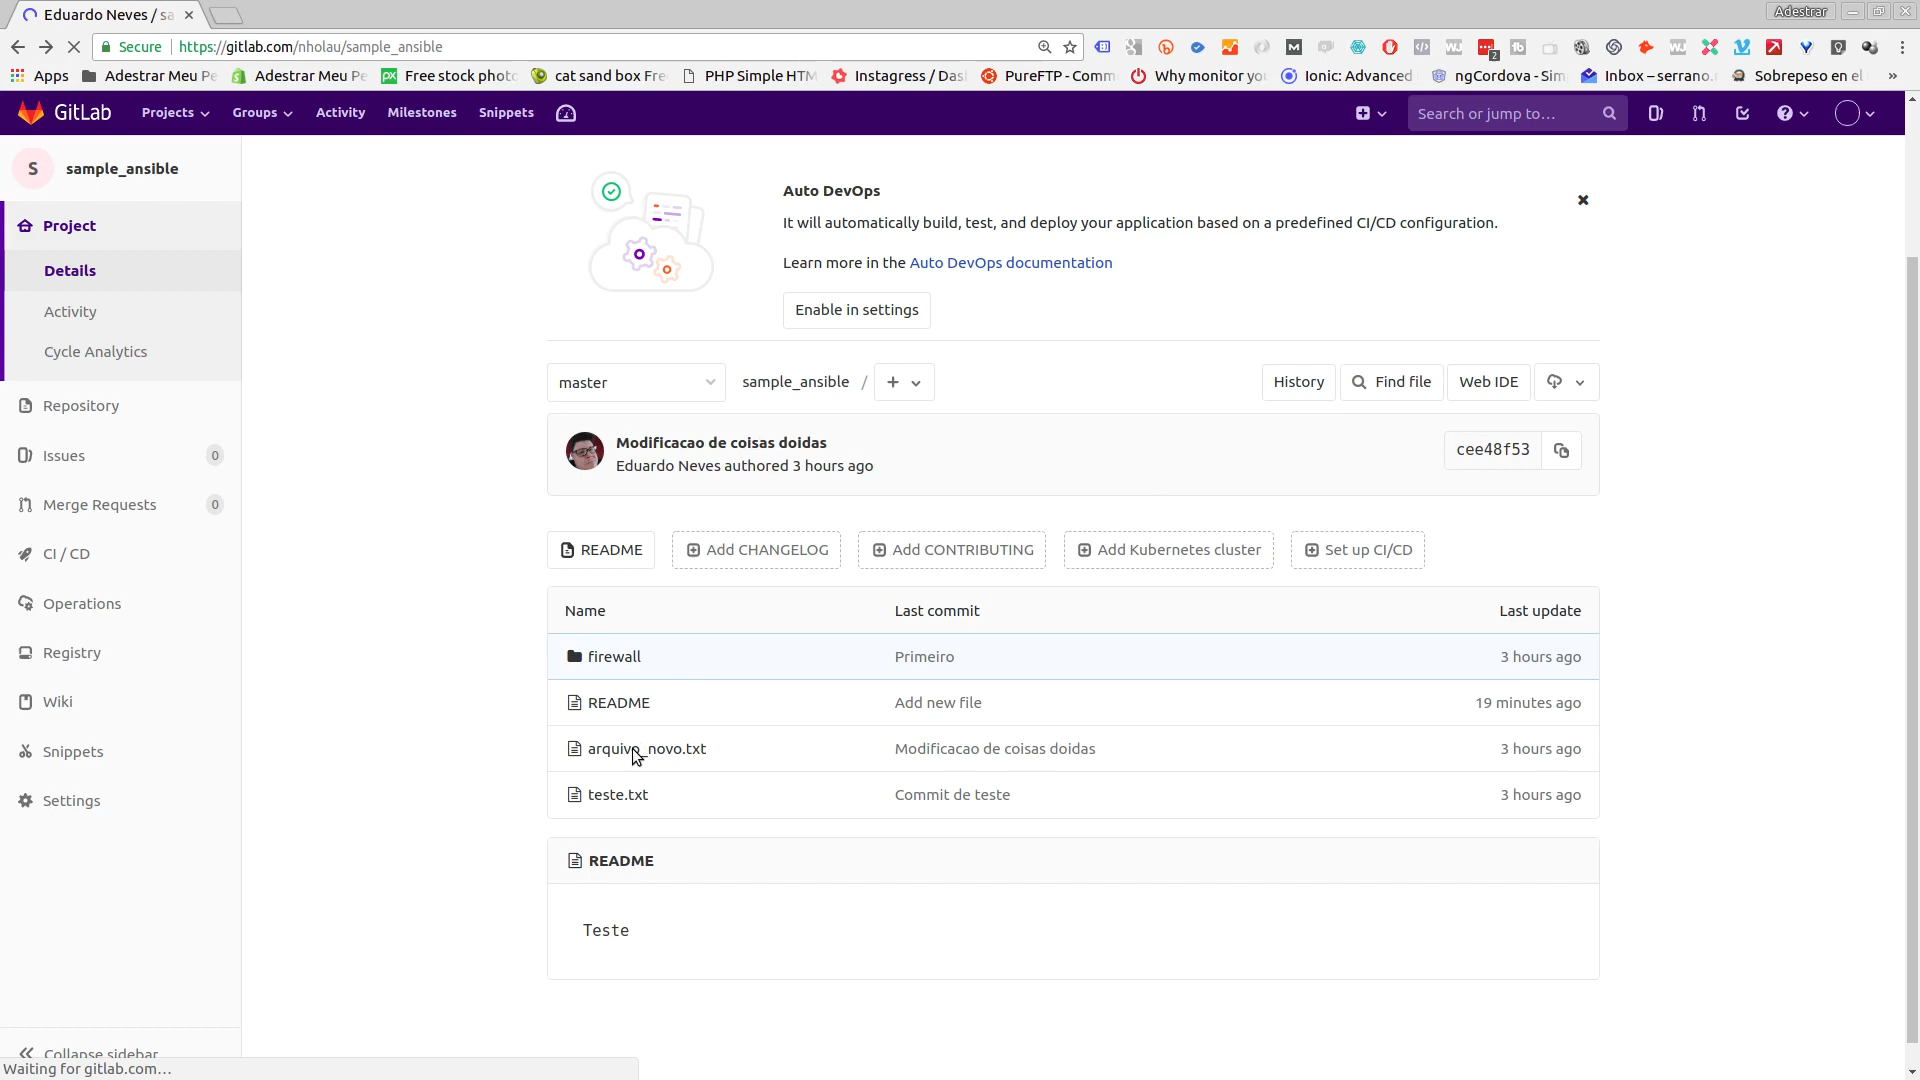 Eduardo Neves / sa
Adestrar
Secure
https://gitlab.com/nholau/sample_ansible
2
Apps
Adestrar Meu Pe
Adestrar Meu Pe
Free stock photo
cat sand box Fre
PHP Simple HTM
Instagress / Dash
PureFTP - Comm
Why monitor yo
Ionic: Advanced
ngCordova - Sim
Inbox – serrano.
Sobrepeso en el
»
GitLab
Projects
Groups
Activity
Milestones
Snippets
Search or jump to…
S
sample_ansible
Project
Details
Activity
Cycle Analytics
Repository
Issues 0
Merge Requests 0
CI / CD
Operations
Registry
Wiki
Snippets
Settings
Collapse sidebar
Auto DevOps
It will automatically build, test, and deploy your application based on a predefined CI/CD configuration.
Learn more in the Auto DevOps documentation
Enable in settings
master
sample_ansible /
+
History
Find file
Web IDE
Modificacao de coisas doidas
Eduardo Neves authored 3 hours ago
cee48f53
README
Add CHANGELOG
Add CONTRIBUTING
Add Kubernetes cluster
Set up CI/CD
Name Last commit Last update
firewall Primeiro 3 hours ago
README Add new file 19 minutes ago
arquivo_novo.txt Modificacao de coisas doidas 3 hours ago
teste.txt Commit de teste 3 hours ago
README
Teste
Waiting for gitlab.com…